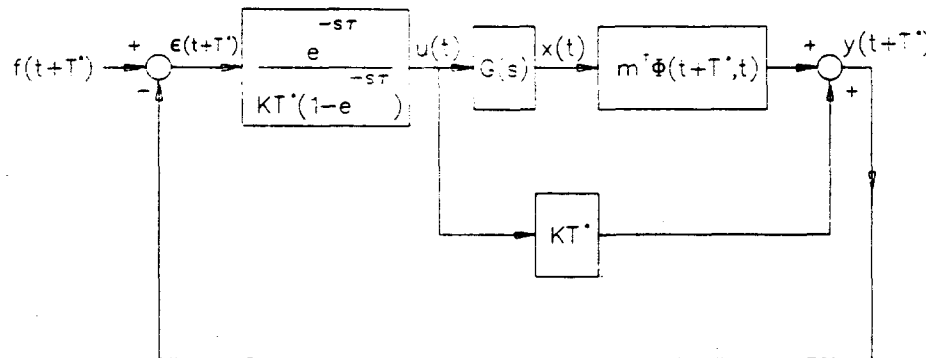 f(t+T*)
+
-
ϵ(t+T*)
e^{-sτ}
KT*(1-e^{-sτ})
u(t)
G(s)
x(t)
m^T Φ(t+T*,t)
+
+
y(t+T*)
KT*